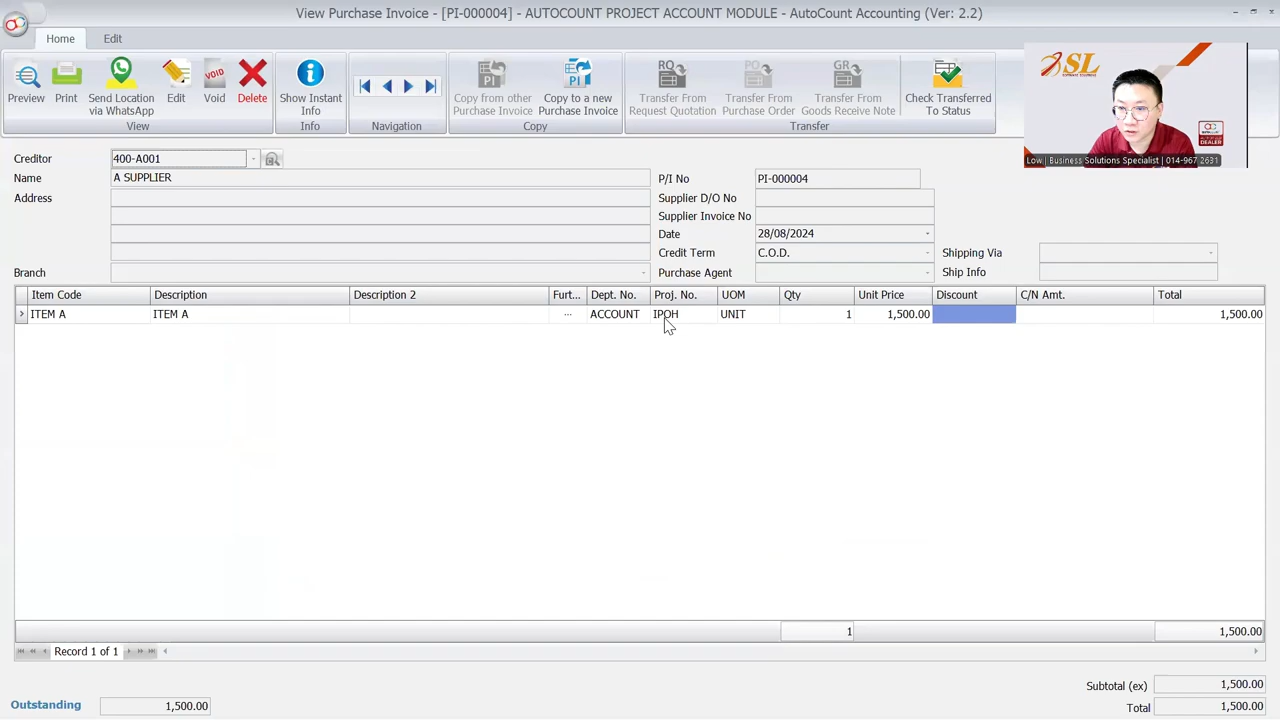 View Purchase Invoice - [PI-000004] - AUTOCOUNT PROJECT ACCOUNT MODULE - AutoCount Accounting (Ver: 2.2)
Home Edit
Preview Print Send Location via WhatsApp Edit VOID Void Delete
View
Show Instant Info
Info
Navigation
PI Copy from other Purchase Invoice PI Copy to a new Purchase Invoice
Copy
RQ Transfer From Request Quotation PO Transfer From Purchase Order GR Transfer From Goods Receive Note Check Transferred To Status
Transfer
SL
Low | Business Solutions Specialist | 014-967 2631
Creditor 400-A001
Name A SUPPLIER P/I No PI-000004
Address Supplier D/O No
Supplier Invoice No
Date 28/08/2024
Credit Term C.O.D. Shipping Via
Branch Purchase Agent Ship Info
Item Code Description Description 2 Furt... Dept. No. Proj. No. UOM Qty Unit Price Discount C/N Amt. Total
ITEM A ITEM A ... ACCOUNT IPOH UNIT 1 1,500.00 1,500.00
1 1,500.00
Record 1 of 1
Subtotal (ex) 1,500.00
Outstanding 1,500.00 Total 1,500.00